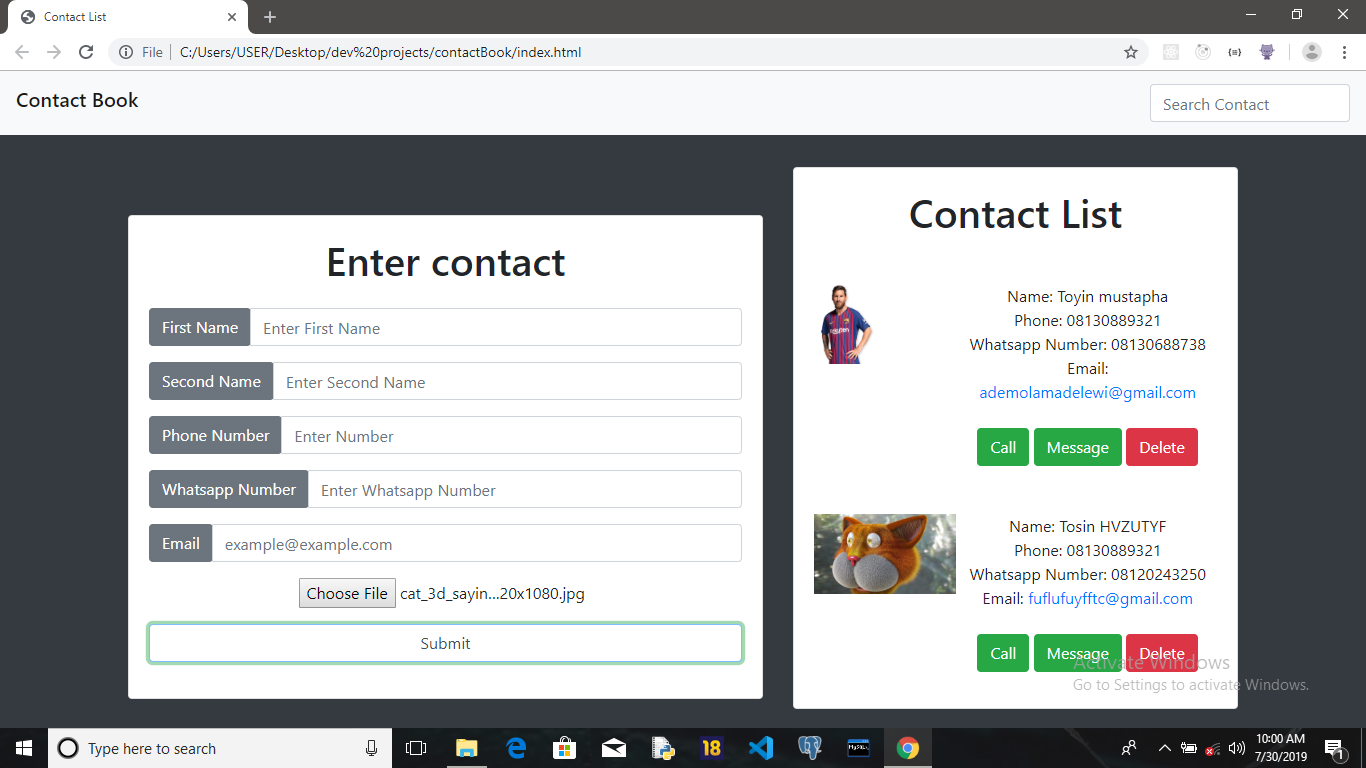 Contact List
File
C:/Users/USER/Desktop/dev%20projects/contactBook/index.html
Contact Book
Search Contact
Enter contact
First Name
Enter First Name
Second Name
Enter Second Name
Phone Number
Enter Number
Whatsapp Number
Enter Whatsapp Number
Email
example@example.com
Choose File
cat_3d_sayin...20x1080.jpg
Submit
Contact List
Name: Toyin mustapha
Phone: 08130889321
Whatsapp Number: 08130688738
Email:
ademolamadelewi@gmail.com
Call
Message
Delete
Name: Tosin HVZUTYF
Phone: 08130889321
Whatsapp Number: 08120243250
Email: fuflufuyfftc@gmail.com
Call
Message
Delete
Activate Windows
Go to Settings to activate Windows.
Type here to search
18
MySQL
10:00 AM
7/30/2019
1